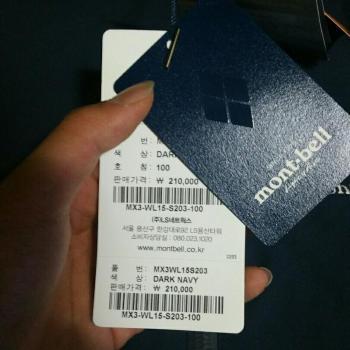 mont-bell
번:
색 상: DARK
호 칭: 100
판매가격: ₩ 210,000
MX3-WL15-S203-100
(주)LS네트웍스
서울 용산구 한강대로92 LS용산타워
소비자상담실: 080.023.1020
www.montbell.co.kr
품 번: MX3WL15S203
색 상: DARK NAVY
판매가격: ₩ 210,000
MX3-WL15-S203-100